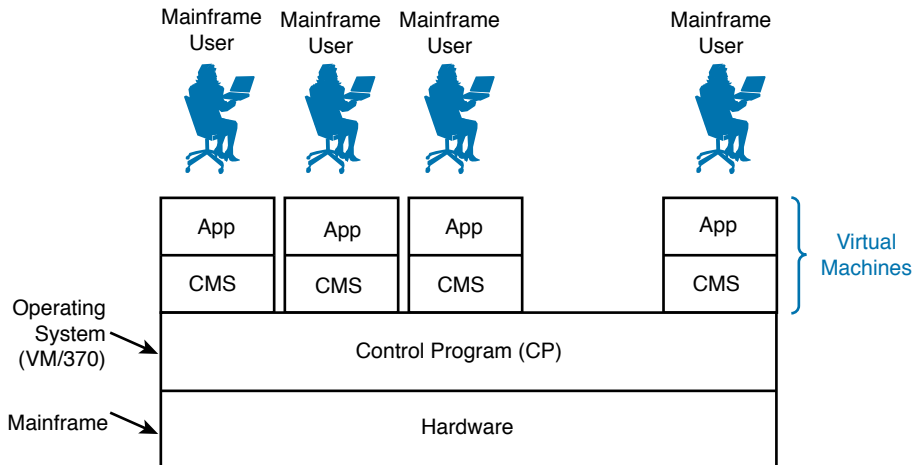 Mainframe
User
Mainframe
User
Mainframe
User
Mainframe
User
App
App
App
App
CMS
CMS
CMS
CMS
Virtual
Machines
Operating
System
(VM/370)
Control Program (CP)
Mainframe
Hardware